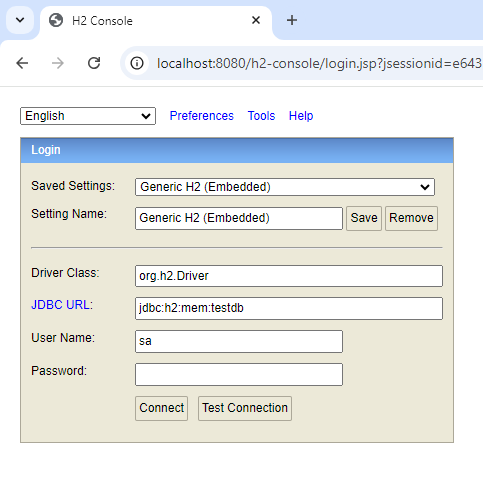 H2 Console
localhost:8080/h2-console/login.jsp?jsessionid=e643
English Preferences Tools Help
Login
Saved Settings: Generic H2 (Embedded)
Setting Name: Generic H2 (Embedded) Save Remove
Driver Class: org.h2.Driver
JDBC URL: jdbc:h2:mem:testdb
User Name: sa
Password:
Connect Test Connection